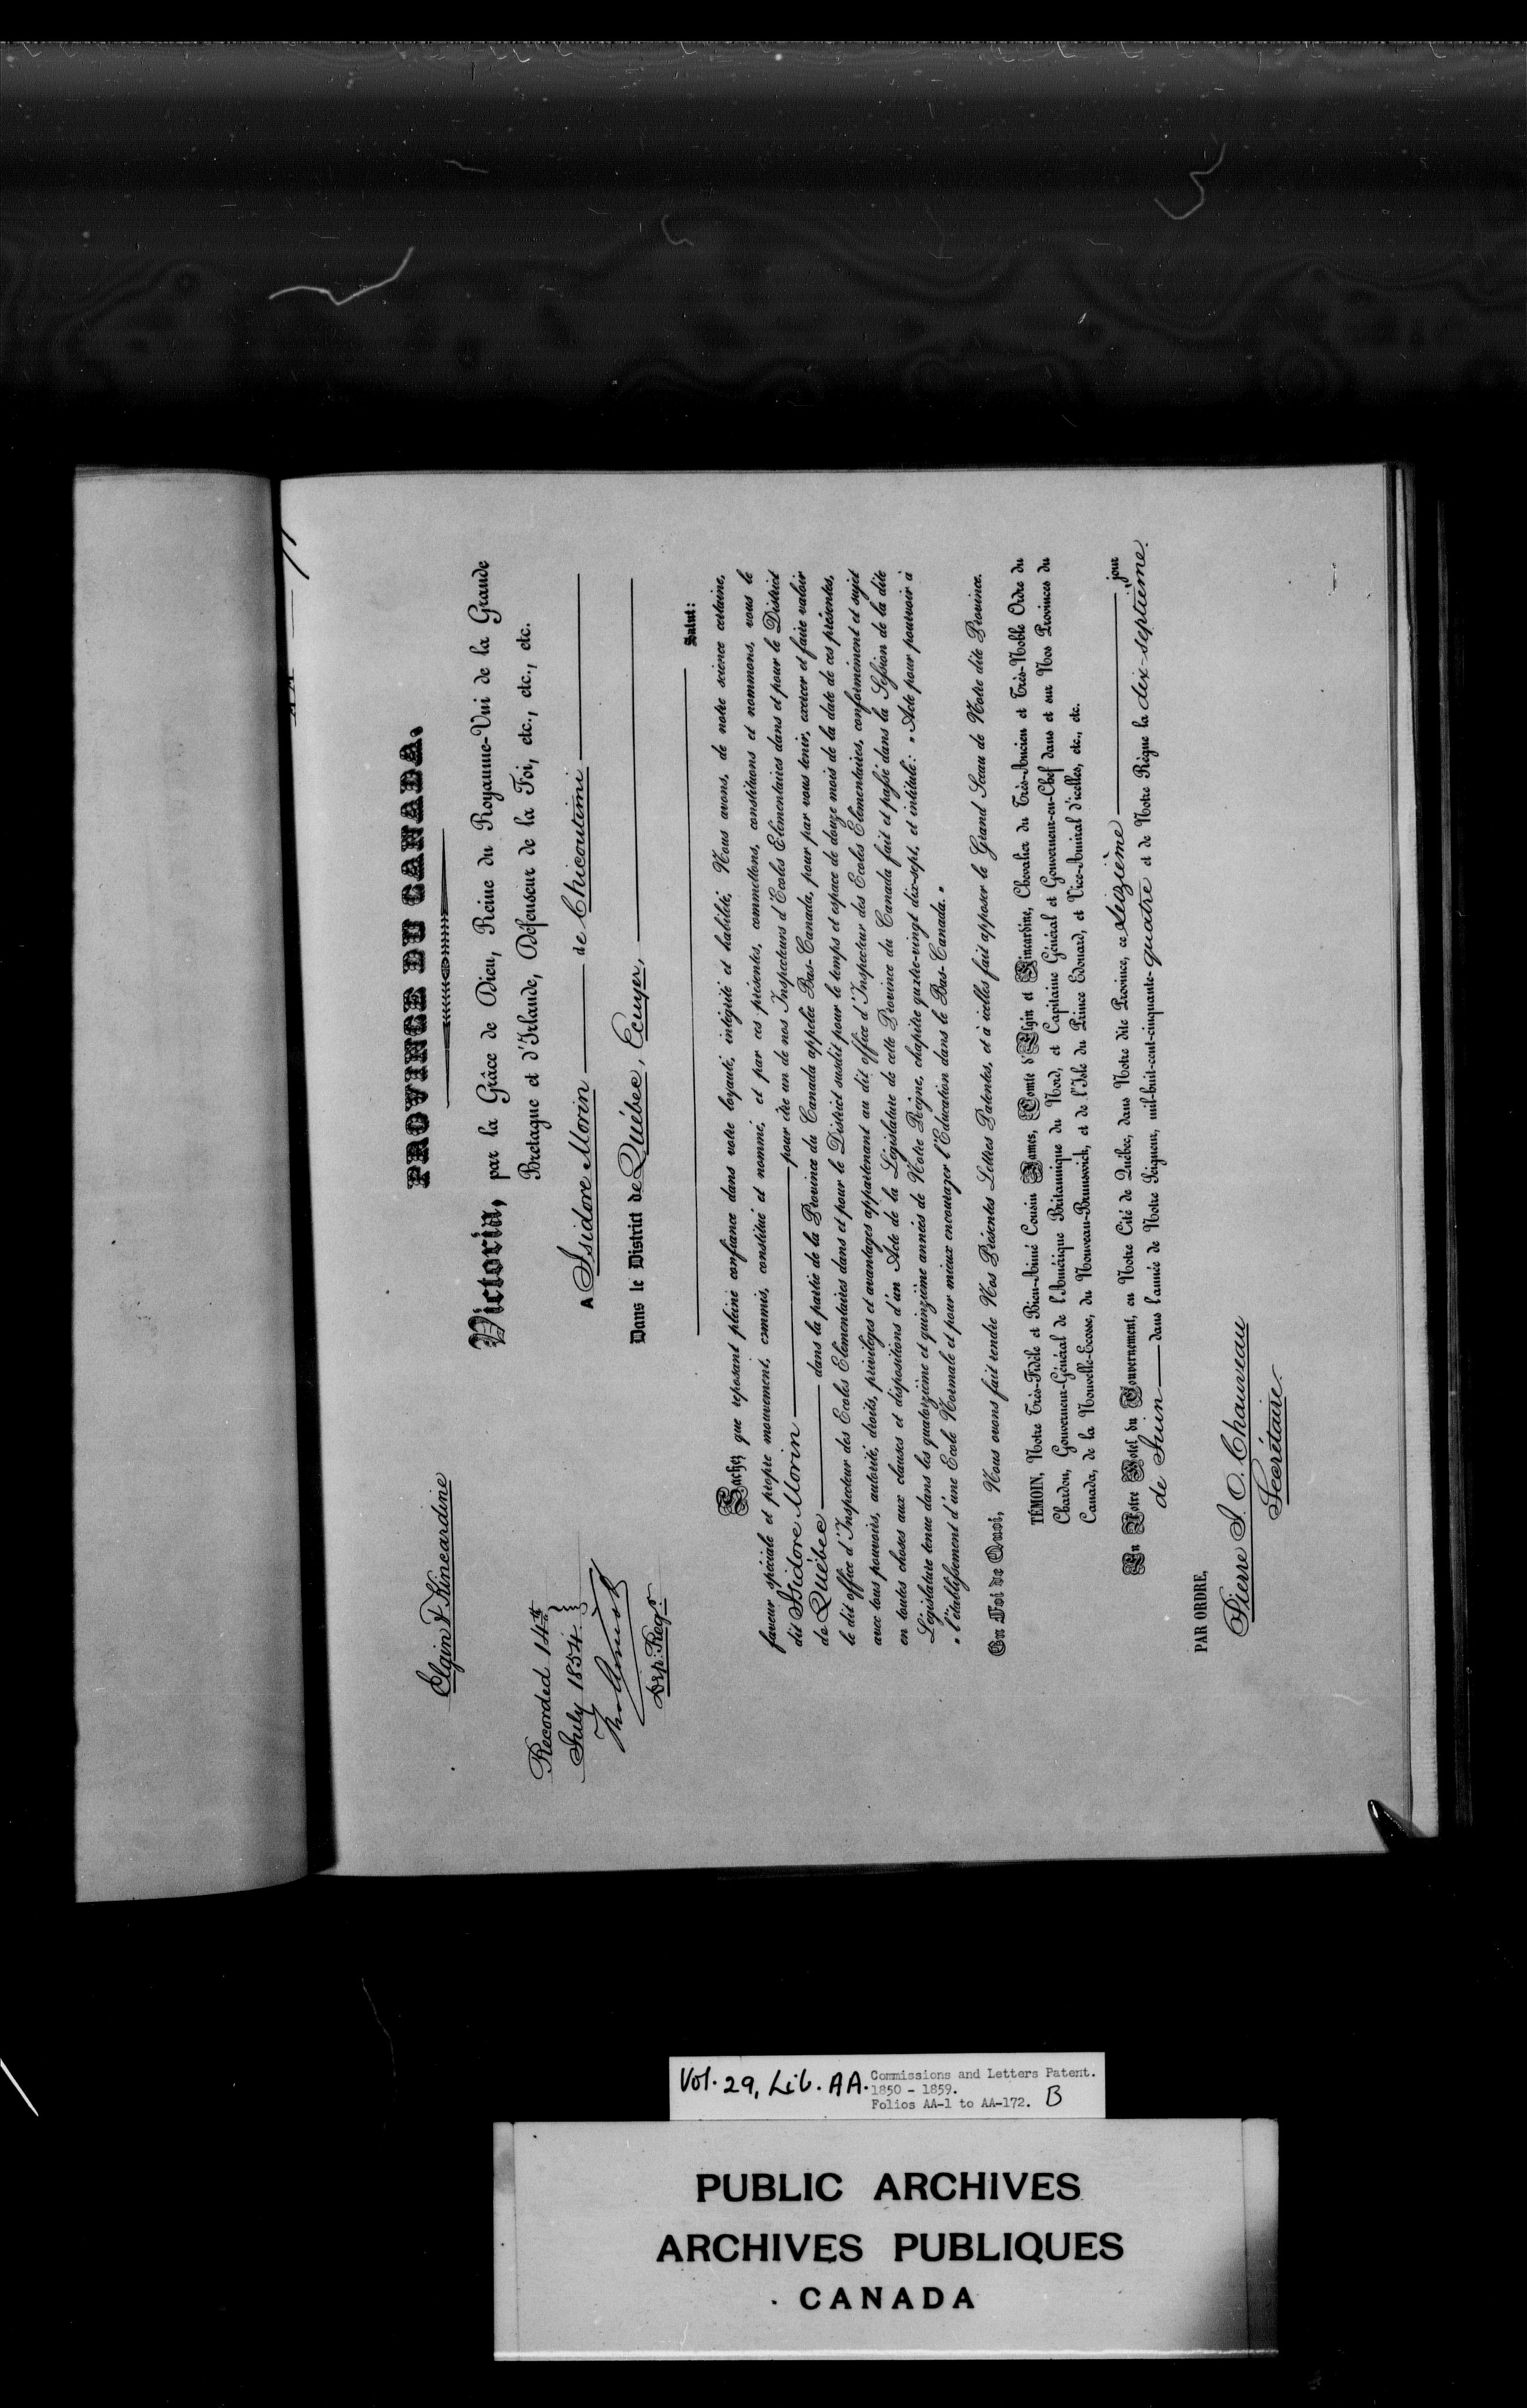 PROVINCE DU CANADA.
Elgin & Kincardine
Victoria, par la Grâce de Dieu, Reine du Royaume-Uni de la Grande
Bretagne et d'Irlande, Défenseur de la Foi, etc., etc., etc., etc.
Recorded 14th
July 1854.
Dep. Regr.
A Isidore Morin de Chicoutimi
Dans le District de Québec, Ecuyer,
Salut:
Sachez que reposant pleine confiance dans votre loyauté, intégrité et habilité, Nous avons, de notre science certaine,
faveur spéciale et propre mouvement, commis, constitué et nommé, et par ces présentes, commettons, constituons et nommons, vous le
dit Isidore Morin pour être un de nos Inspecteurs d'Ecoles Elémentaires dans et pour le District
de Québec dans la partie de la Province du Canada appelée Bas-Canada, pour par vous tenir, exercer et faire valoir
le dit office d'Inspecteur des Ecoles Elémentaires dans et pour le District susdit pour le temps et espace de douze mois de la date de ces présentes,
avec tous pouvoirs, autorité, droits, privilèges et avantages appartenant au dit office d'Inspecteur des Ecoles Elémentaires, conformément et sujet
en toutes choses aux clauses et dispositions d'un Acte de la Législature de cette Province du Canada fait et passé dans la Session de la dite
Législature tenue dans les quatorzième et quinzième années de Notre Règne, chapitre quatre-vingt dix-sept, et intitulé: "Acte pour pourvoir à
"l'établissement d'une Ecole Normale et pour mieux encourager l'Education dans le Bas-Canada."
En Foi de Quoi, Nous avons fait rendre Nos Présentes Lettres Patentes, et à icelles fait apposer le Grand Sceau de Notre dite Province.
TÉMOIN, Notre Très-Fidèle et Bien-Aimé Cousin James, Comte d'Elgin et Kincardine, Chevalier du Très-Ancien et Très-Noble Ordre du
Chardon, Gouverneur-Général de l'Amérique Britannique du Nord, et Capitaine Général et Gouverneur-en-Chef dans et sur Nos Provinces du
Canada, de la Nouvelle-Ecosse, du Nouveau-Brunswick, et de l'Isle du Prince Edouard, et Vice-Amiral d'icelles, etc., etc.
En Notre Hotel du Gouvernement, en Notre Cité de Québec, dans Notre dite Province, ce seizième jour
de Juin dans l'année de Notre Seigneur, mil-huit-cent-cinquante-quatre et de Notre Règne la dix-septième.
PAR ORDRE,
Pierre J. O. Chauveau
Secrétaire.
Vol. 29, Lib. AA. Commissions and Letters Patent.
1850 - 1859.
Folios AA-1 to AA-172. B
PUBLIC ARCHIVES
ARCHIVES PUBLIQUES
CANADA